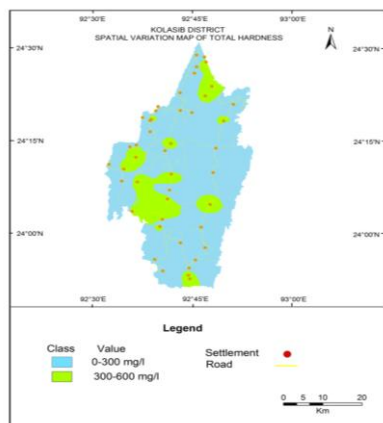 KOLASIB DISTRICT
SPATIAL VARIATION MAP OF TOTAL HARDNESS
92°30'E 92°45'E 93°00'E
N
24°30'N 24°30'N
24°15'N 24°15'N
24°00'N 24°00'N
92°30'E 92°45'E 93°00'E
Legend
Class Value Settlement
0-300 mg/l Road
300-600 mg/l
0 5 10 20
Km